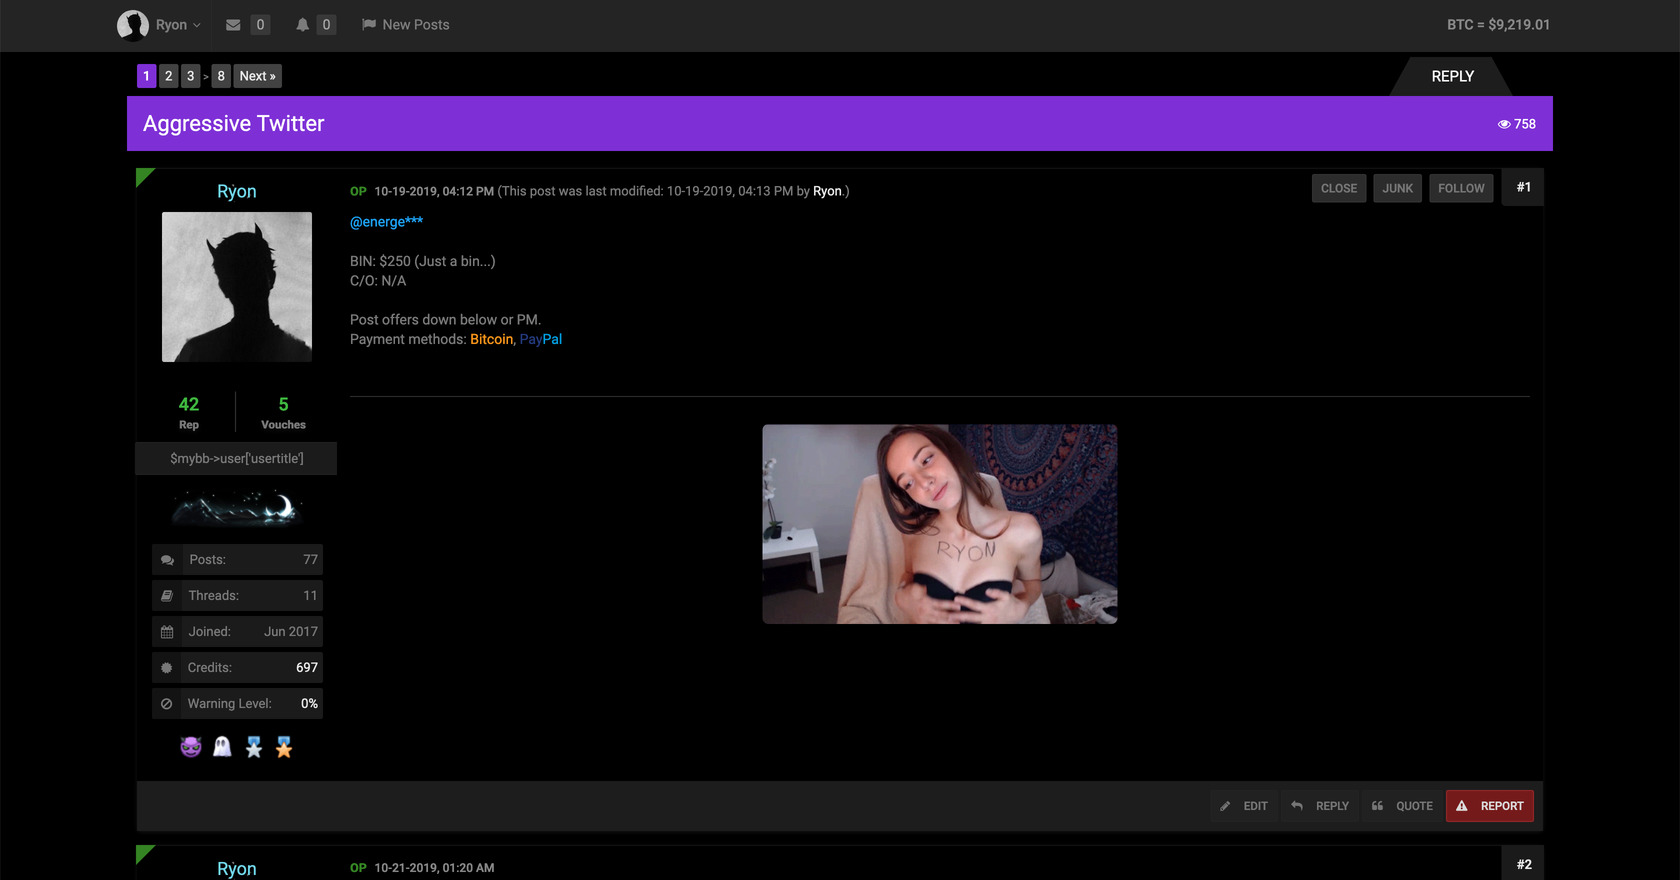 Ryon
0
0
New Posts
BTC = $9,219.01
1 2 3 > 8 Next »
REPLY
Aggressive Twitter
758
Ryon
OP 10-19-2019, 04:12 PM (This post was last modified: 10-19-2019, 04:13 PM by Ryon.)
CLOSE JUNK FOLLOW #1
@energe***
BIN: $250 (Just a bin...)
C/O: N/A
Post offers down below or PM.
Payment methods: Bitcoin, PayPal
42 5
Rep Vouches
$mybb->user['usertitle']
RYON
Posts: 77
Threads: 11
Joined: Jun 2017
Credits: 697
Warning Level: 0%
EDIT REPLY QUOTE REPORT
Ryon
OP 10-21-2019, 01:20 AM
#2